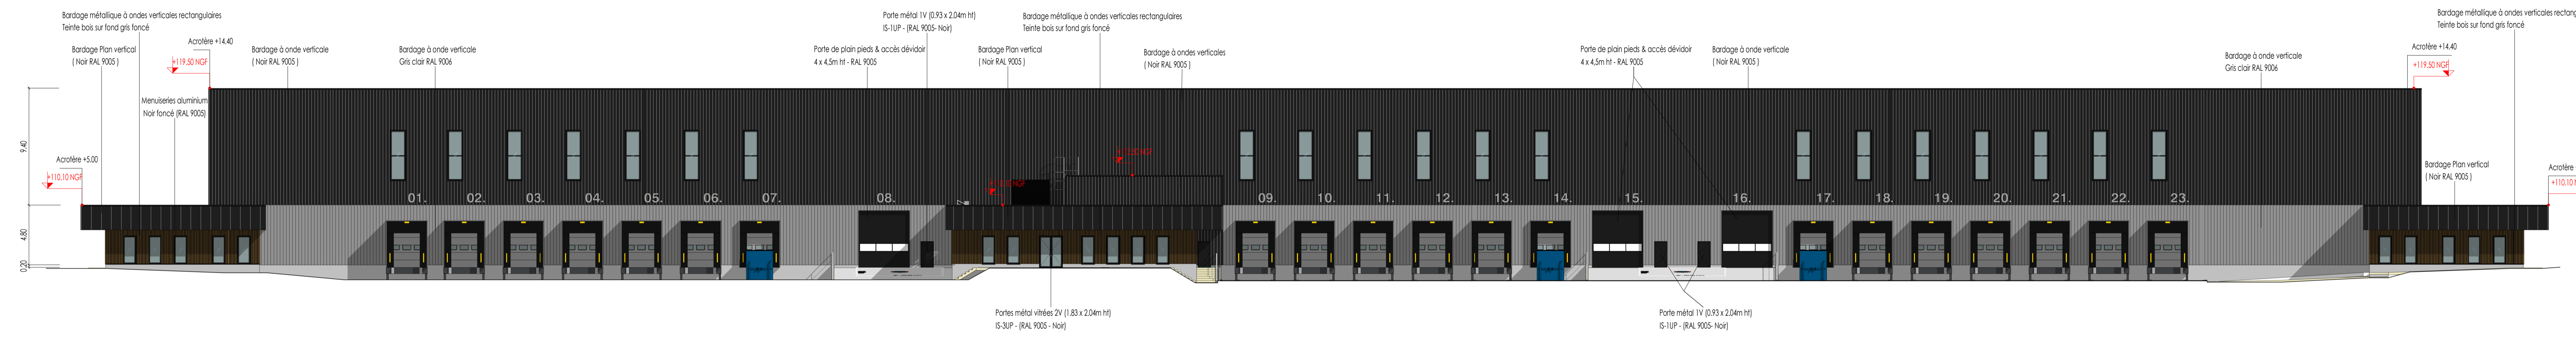 Bardage métallique à ondes verticales rectangulaires
Teinte bois sur fond gris foncé
Bardage Plan vertical
( Noir RAL 9005 )
Acrotère +14,40
+119.50 NGF
Bardage à onde verticale
( Noir RAL 9005 )
Bardage à onde verticale
Gris clair RAL 9006
Menuiseries aluminium
Noir foncé (RAL 9005)
Acrotère +5.00
+110.10 NGF
Porte de plain pieds & accès dévidoir
4 x 4,5m ht - RAL 9005
Porte métal 1V (0.93 x 2.04m ht)
IS-1UP - (RAL 9005- Noir)
Bardage Plan vertical
( Noir RAL 9005 )
Bardage métallique à ondes verticales rectangulaires
Teinte bois sur fond gris foncé
Bardage à ondes verticales
( Noir RAL 9005 )
Porte de plain pieds & accès dévidoir
4 x 4,5m ht - RAL 9005
Bardage à onde verticale
( Noir RAL 9005 )
Bardage à onde verticale
Gris clair RAL 9006
Bardage métallique à ondes verticales rectang
Teinte bois sur fond gris foncé
Acrotère +14,40
+119.50 NGF
Bardage Plan vertical
( Noir RAL 9005 )
Acrotère
+110.10
9.40
4.80
0.20
01.
02.
03.
04.
05.
06.
07.
08.
09.
10.
11.
12.
13.
14.
15.
16.
17.
18.
19.
20.
21.
22.
23.
Portes métal vitrées 2V (1.83 x 2.04m ht)
IS-3UP - (RAL 9005 - Noir)
Porte métal 1V (0.93 x 2.04m ht)
IS-1UP - (RAL 9005- Noir)